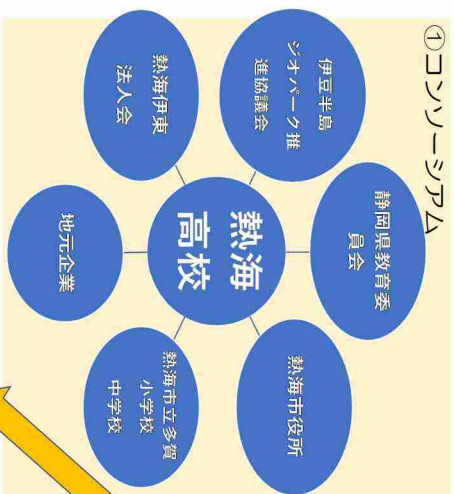 ①コンソーシアム
静岡県教育委
員会
伊豆半島
ジオパーク推
進協議会
熱海市役所
熱海
高校
熱海伊東
法人会
熱海市立多賀
小学校
中学校
地元企業